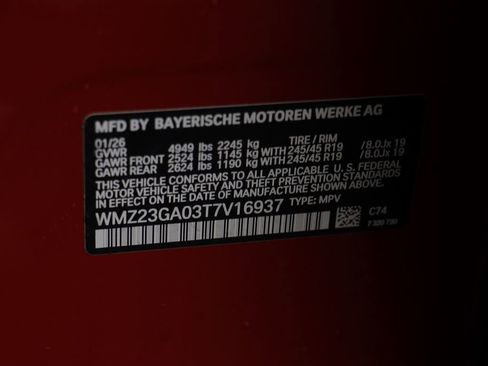 MFD BY BAYERISCHE MOTOREN WERKE AG
01/26 TIRE / RIM
GVWR 4949 lbs 2245 kg
GAWR FRONT 2524 lbs 1145 kg WITH 245/45 R19 / 8.0Jx 19
GAWR REAR 2624 lbs 1190 kg WITH 245/45 R19 / 8.0Jx 19
THIS VEHICLE CONFORMS TO ALL APPLICABLE U.S. FEDERAL
MOTOR VEHICLE SAFETY AND THEFT PREVENTION STANDARDS
IN EFFECT ON THE DATE OF MANUFACTURE SHOWN ABOVE.
WMZ23GA03T7V16937 TYPE: MPV
C74